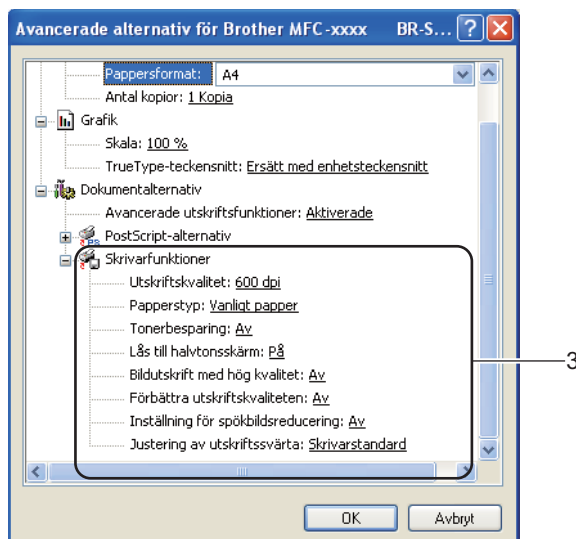 Avancerade alternativ för Brother MFC-xxxx BR-S...
Pappersformat: A4
Antal kopior: 1 Kopia
Grafik
Skala: 100 %
TrueType-teckensnitt: Ersätt med enhetsteckensnitt
Dokumentalternativ
Avancerade utskriftsfunktioner: Aktiverade
PostScript-alternativ
Skrivarfunktioner
Utskriftskvalitet: 600 dpi
Papperstyp: Vanligt papper
Tonerbesparing: Av
Lås till halvtonsskärm: På
Bildutskrift med hög kvalitet: Av
Förbättra utskriftskvaliteten: Av
Inställning för spökbildsreducering: Av
Justering av utskriftssvärta: Skrivarstandard
3
OK Avbryt